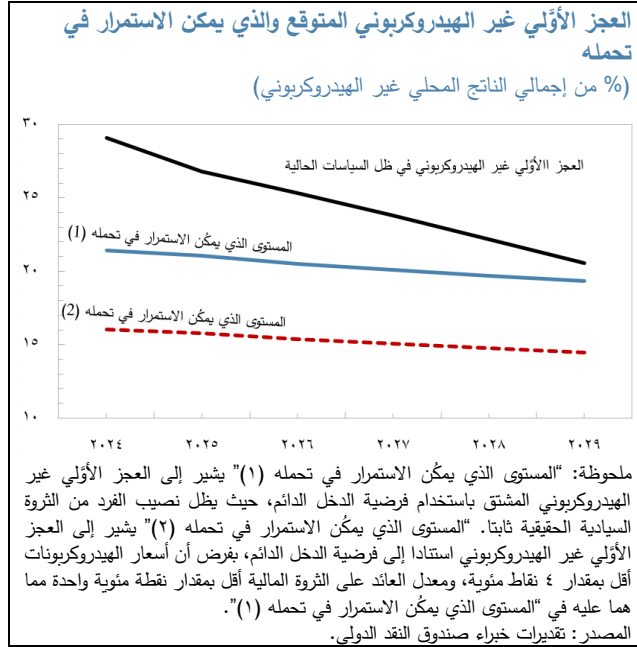 العجز الأوَّلي غير الهيدروكربوني المتوقع والذي يمكن الاستمرار في
تحمله
(% من إجمالي الناتج المحلي غير الهيدروكربوني)
٣٠
العجز االأوَّلي غير الهيدروكربوني في ظل السياسات الحالية
٢٥
المستوى الذي يمكُن الاستمرار في تحمله (1)
٢٠
المستوى الذي يمكُن الاستمرار في تحمله (2)
١٥
١٠
٢٠٢٤ ٢٠٢٥ ٢٠٢٦ ٢٠٢٧ ٢٠٢٨ ٢٠٢٩
ملحوظة: “المستوى الذي يمكُن الاستمرار في تحمله (١)” يشير إلى العجز الأوَّلي غير
الهيدروكربوني المشتق باستخدام فرضية الدخل الدائم، حيث يظل نصيب الفرد من الثروة
السيادية الحقيقية ثابتا. “المستوى الذي يمكُن الاستمرار في تحمله (٢)” يشير إلى العجز
الأوَّلي غير الهيدروكربوني استنادا إلى فرضية الدخل الدائم، بفرض أن أسعار الهيدروكربونات
أقل بمقدار ٤ نقاط مئوية، ومعدل العائد على الثروة المالية أقل بمقدار نقطة مئوية واحدة مما
هما عليه في “المستوى الذي يمكُن الاستمرار في تحمله (١)”.
المصدر: تقديرات خبراء صندوق النقد الدولي.